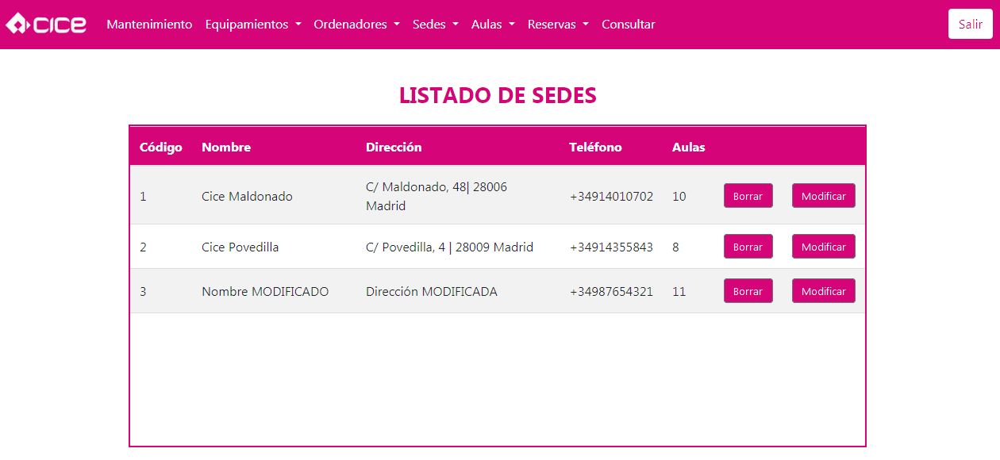 CICE Mantenimiento Equipamientos Ordenadores Sedes Aulas Reservas Consultar Salir
LISTADO DE SEDES
Código Nombre Dirección Teléfono Aulas
1 Cice Maldonado C/ Maldonado, 48| 28006 Madrid +34914010702 10 Borrar Modificar
2 Cice Povedilla C/ Povedilla, 4 | 28009 Madrid +34914355843 8 Borrar Modificar
3 Nombre MODIFICADO Dirección MODIFICADA +34987654321 11 Borrar Modificar